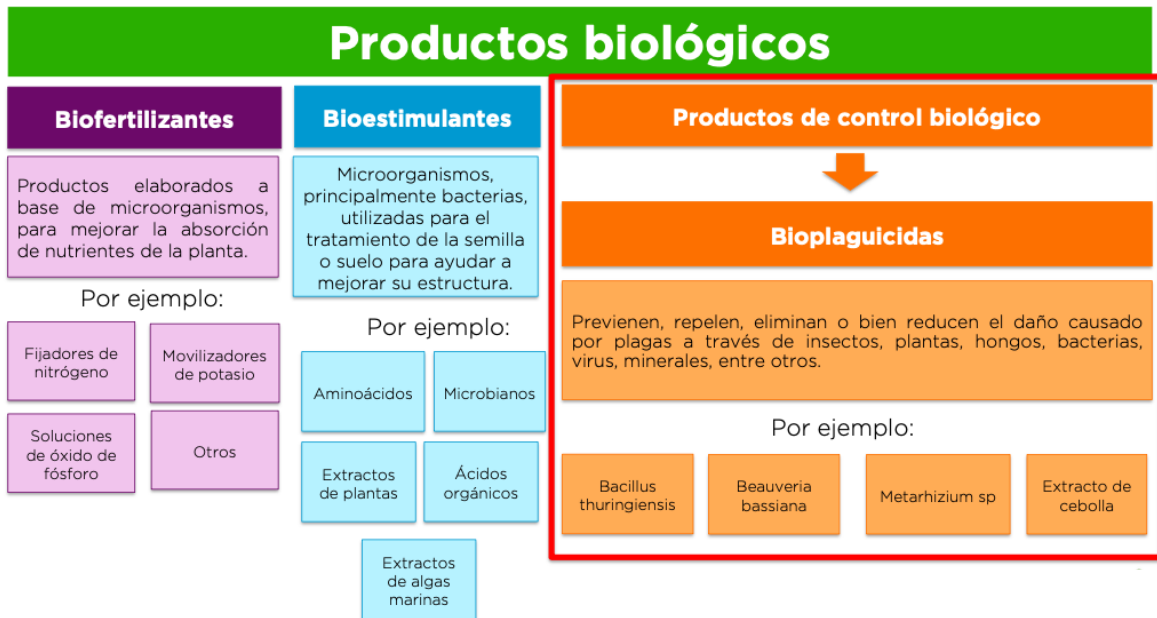 Productos biológicos
Biofertilizantes
Productos elaborados a
base de microorganismos,
para mejorar la absorción
de nutrientes de la planta.
Por ejemplo:
Fijadores de
nitrógeno
Movilizadores
de potasio
Soluciones
de óxido de
fósforo
Otros
Bioestimulantes
Microorganismos,
principalmente bacterias,
utilizadas para el
tratamiento de la semilla
o suelo para ayudar a
mejorar su estructura.
Por ejemplo:
Aminoácidos
Microbianos
Extractos
de plantas
Ácidos
orgánicos
Extractos
de algas
marinas
Productos de control biológico
Bioplaguicidas
Previenen, repelen, eliminan o bien reducen el daño causado
por plagas a través de insectos, plantas, hongos, bacterias,
virus, minerales, entre otros.
Por ejemplo:
Bacillus
thuringiensis
Beauveria
bassiana
Metarhizium sp
Extracto de
cebolla